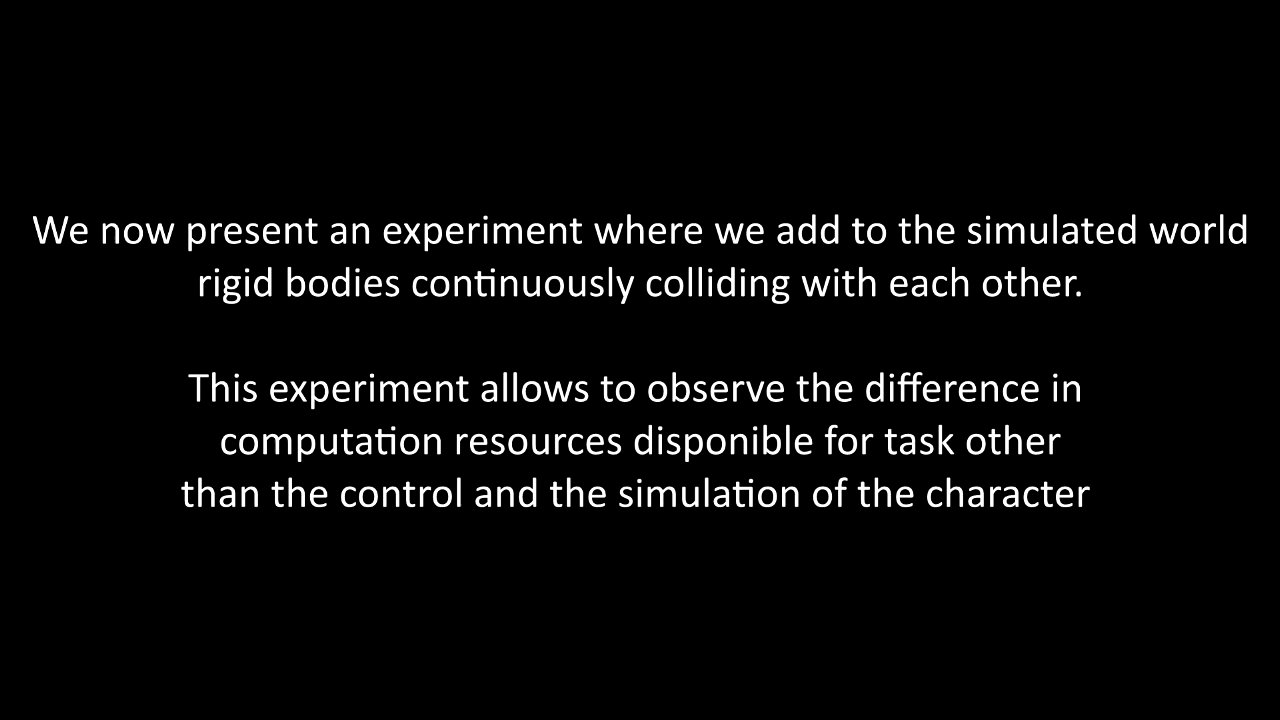 We now present an experiment where we add to the simulated world
rigid bodies continuously colliding with each other.
This experiment allows to observe the difference in
computation resources disponible for task other
than the control and the simulation of the character